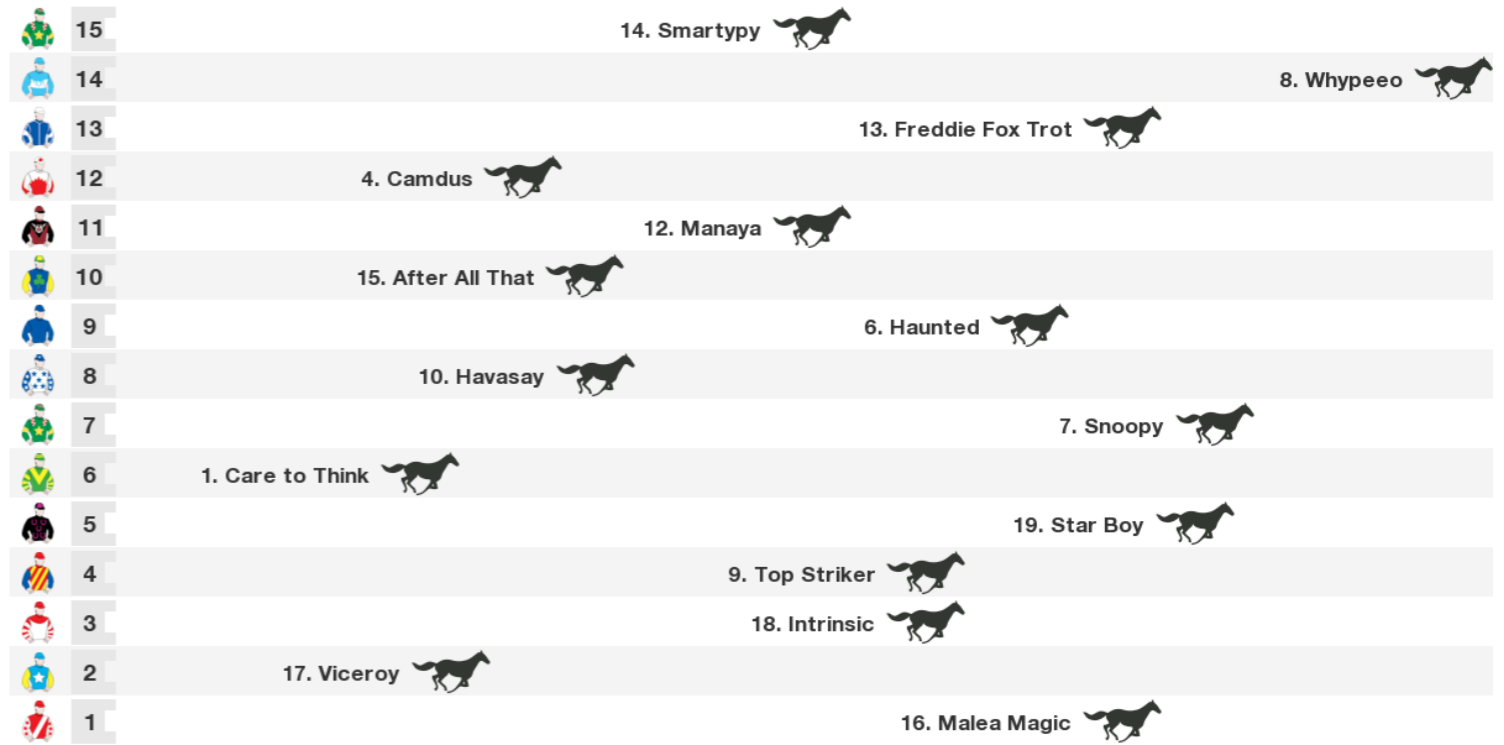 15 14. Smartypy
14 8. Whypeeo
13 13. Freddie Fox Trot
12 4. Camdus
11 12. Manaya
10 15. After All That
9 6. Haunted
8 10. Havasay
7 7. Snoopy
6 1. Care to Think
5 19. Star Boy
4 9. Top Striker
3 18. Intrinsic
2 17. Viceroy
1 16. Malea Magic